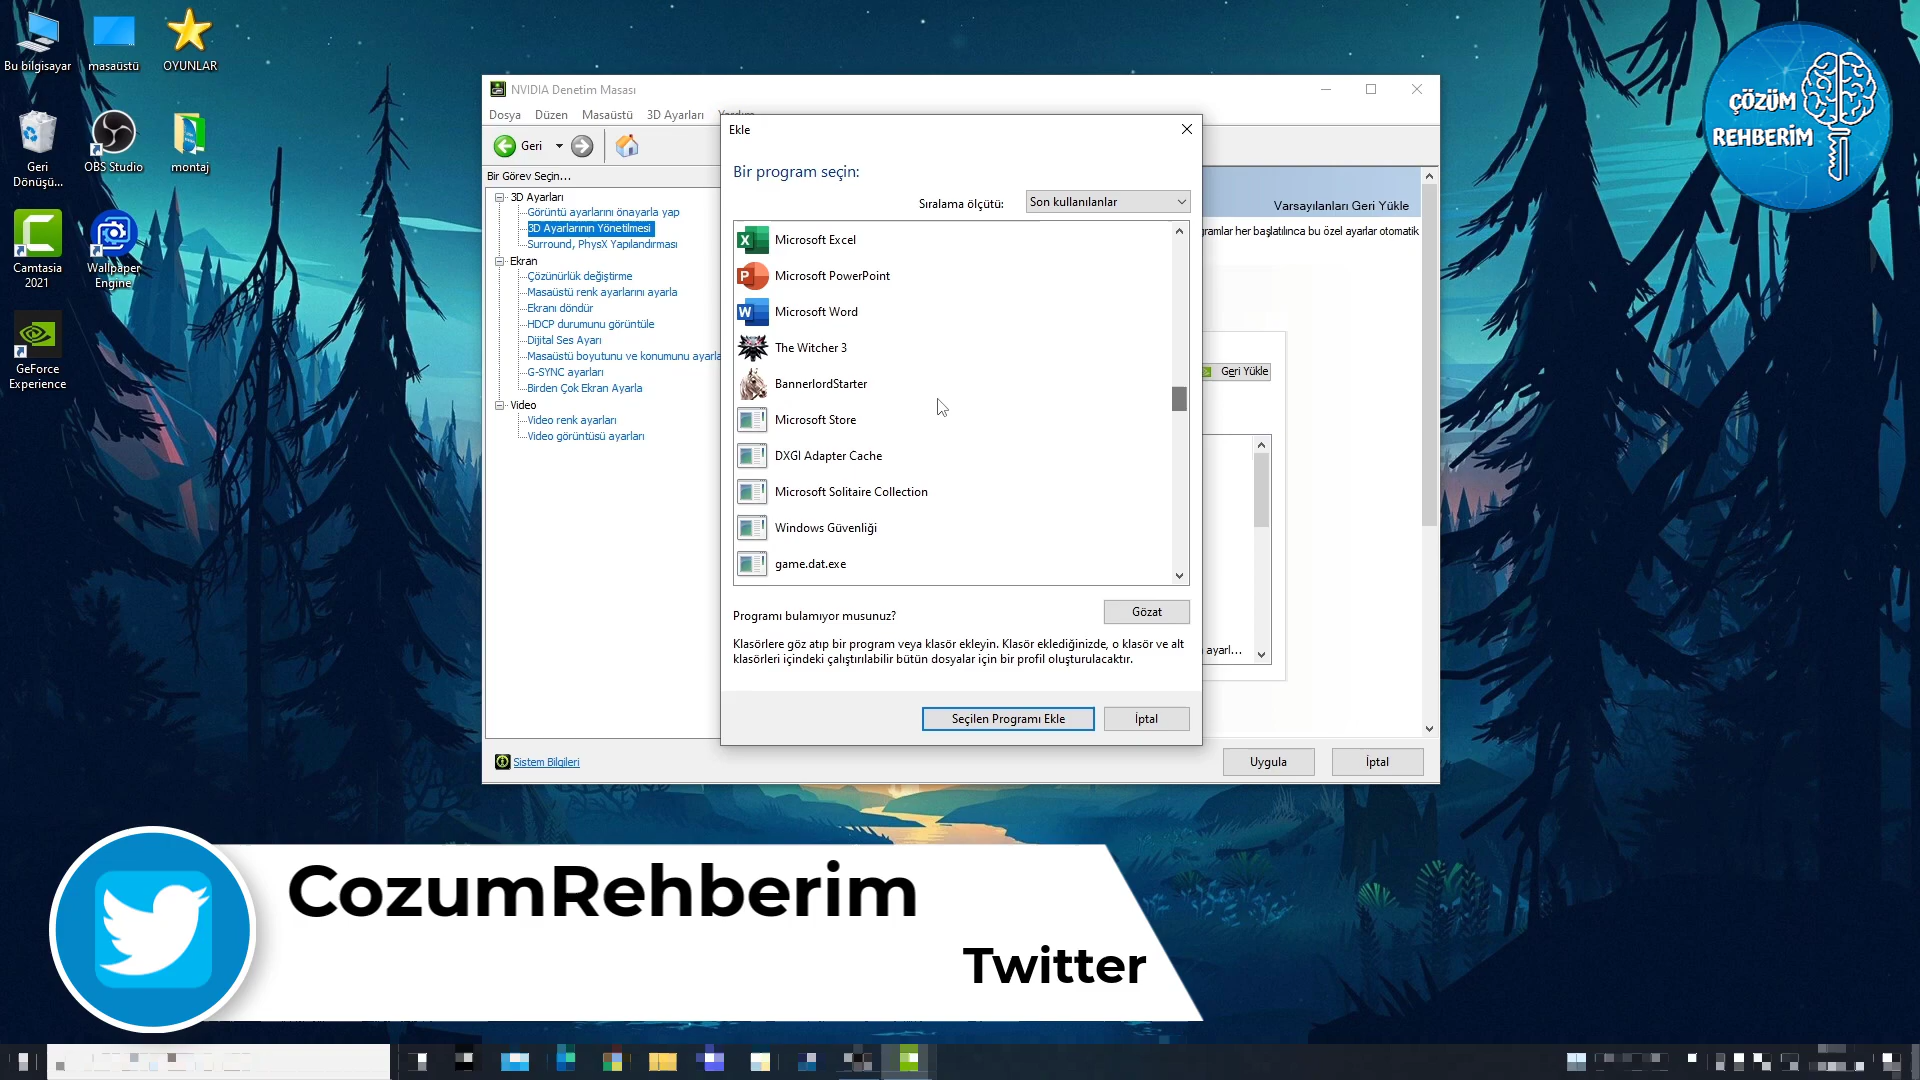 Bu bilgisayar
masaüstü
OYUNLAR
Geri
Dönüşü...
OBS Studio
montaj
Camtasia
2021
Wallpaper
Engine
GeForce
Experience
ÇÖZÜM
REHBERİM
NVIDIA Denetim Masası
Dosya Düzen Masaüstü 3D Ayarları
Geri
Bir Görev Seçin...
3D Ayarları
Görüntü ayarlarını önayarla yap
3D Ayarlarının Yönetilmesi
Surround, PhysX Yapılandırması
Ekran
Çözünürlük değiştirme
Masaüstü renk ayarlarını ayarla
Ekranı döndür
HDCP durumunu görüntüle
Dijital Ses Ayarı
Masaüstü boyutunu ve konumunu ayarla
G-SYNC ayarları
Birden Çok Ekran Ayarla
Video
Video renk ayarları
Video görüntüsü ayarları
Sistem Bilgileri
Varsayılanları Geri Yükle
gramlar her başlatılınca bu özel ayarlar otomatik
Geri Yükle
ayarl...
Uygula
İptal
Ekle
Bir program seçin:
Sıralama ölçütü:
Son kullanılanlar
Microsoft Excel
Microsoft PowerPoint
Microsoft Word
The Witcher 3
BannerlordStarter
Microsoft Store
DXGI Adapter Cache
Microsoft Solitaire Collection
Windows Güvenliği
game.dat.exe
Programı bulamıyor musunuz?
Gözat
Klasörlere göz atıp bir program veya klasör ekleyin. Klasör eklediğinizde, o klasör ve alt
klasörleri içindeki çalıştırılabilir bütün dosyalar için bir profil oluşturulacaktır.
Seçilen Programı Ekle
İptal
CozumRehberim
Twitter